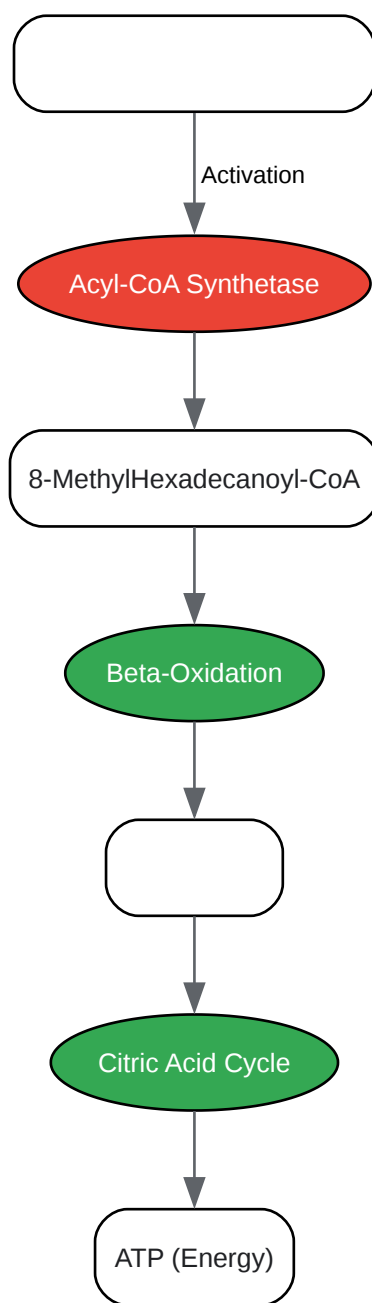 Activation
Acyl-CoA Synthetase
8-MethylHexadecanoyl-CoA
Beta-Oxidation
Citric Acid Cycle
ATP (Energy)